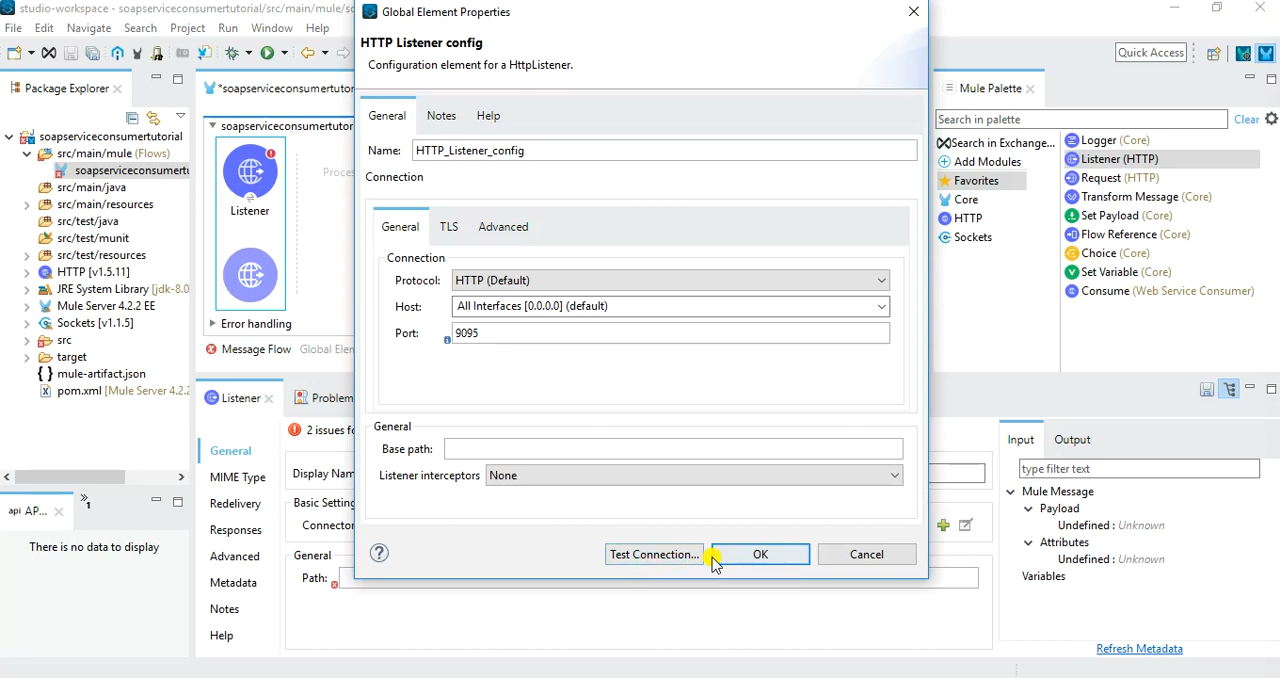 studio-workspace - soapserviceconsumertutorial/src/main/mule/so
File Edit Navigate Search Project Run Window Help
Quick Access
Package Explorer
soapserviceconsumertutorial
src/main/mule (Flows)
soapserviceconsumertu
src/main/java
src/main/resources
src/test/java
src/test/munit
src/test/resources
HTTP [v1.5.11]
JRE System Library [jdk-8.0
Mule Server 4.2.2 EE
Sockets [v1.1.5]
src
target
mule-artifact.json
pom.xml [Mule Server 4.2.2
api AP...
1
There is no data to display
*soapserviceconsumertutor
soapserviceconsumertutor
Listener
Proces
Error handling
Message Flow Global Elem
Global Element Properties
HTTP Listener config
Configuration element for a HttpListener.
General Notes Help
Name: HTTP_Listener_config
Connection
General TLS Advanced
Connection
Protocol: HTTP (Default)
Host: All Interfaces [0.0.0.0] (default)
Port: 9095
General
Base path:
Listener interceptors None
Test Connection... OK Cancel
Listener Problem
2 issues fo
General
MIME Type
Redelivery
Responses
Advanced
Metadata
Notes
Help
Display Nam
Basic Setting
Connector
General
Path:
Mule Palette
Search in palette Clear
Search in Exchange...
Add Modules
Favorites
Core
HTTP
Sockets
Logger (Core)
Listener (HTTP)
Request (HTTP)
Transform Message (Core)
Set Payload (Core)
Flow Reference (Core)
Choice (Core)
Set Variable (Core)
Consume (Web Service Consumer)
Input Output
type filter text
Mule Message
Payload
Undefined : Unknown
Attributes
Undefined : Unknown
Variables
Refresh Metadata